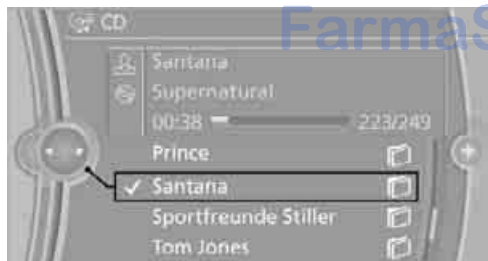 CD
FarmaS
Santana
Supernatural
00:38 223/249
Prince
Santana
Sportfreunde Stiller
Tom Jones